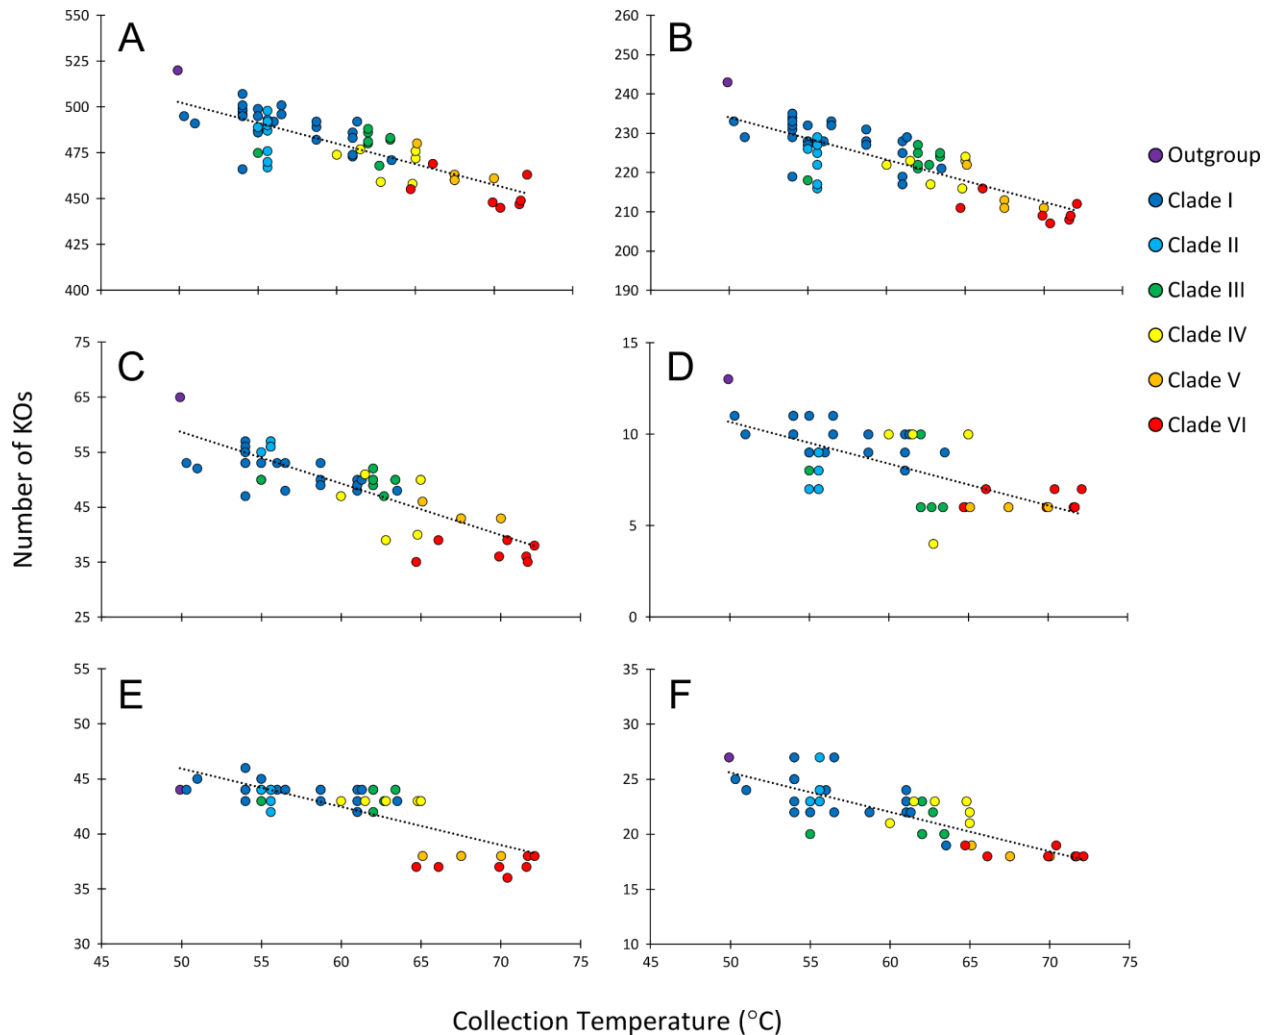 A
550
525
500
475
450
425
400
B
260
250
240
230
220
210
200
190
Outgroup
Clade I
Clade II
Clade III
Clade IV
Clade V
Clade VI
Number of KOs
C
75
65
55
45
35
25
D
15
10
5
0
E
55
50
45
40
35
30
45 50 55 60 65 70 75
F
35
30
25
20
15
10
45 50 55 60 65 70 75
Collection Temperature (°C)